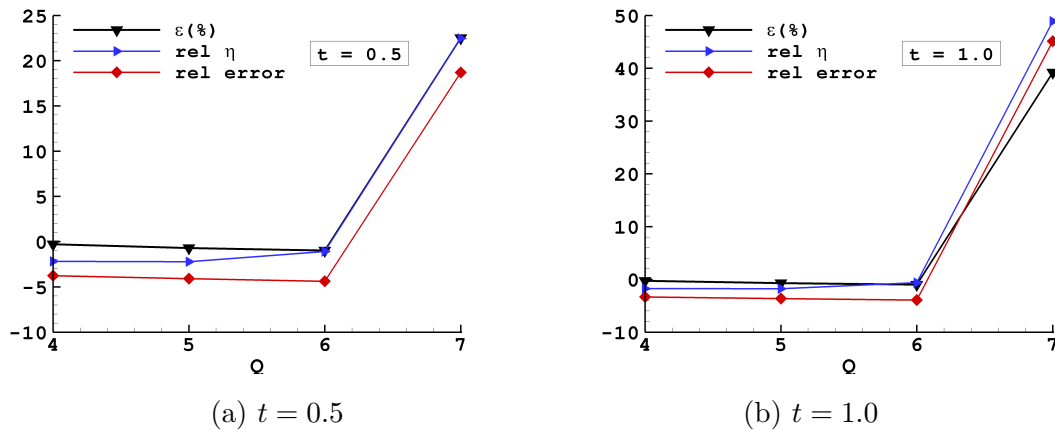 25
20
15
10
5
0
-5
-10
4 5 6 7
Q
ε(%)
rel η
rel error
t = 0.5
(a) t = 0.5
50
40
30
20
10
0
-10
4 5 6 7
Q
ε(%)
rel η
rel error
t = 1.0
(b) t = 1.0